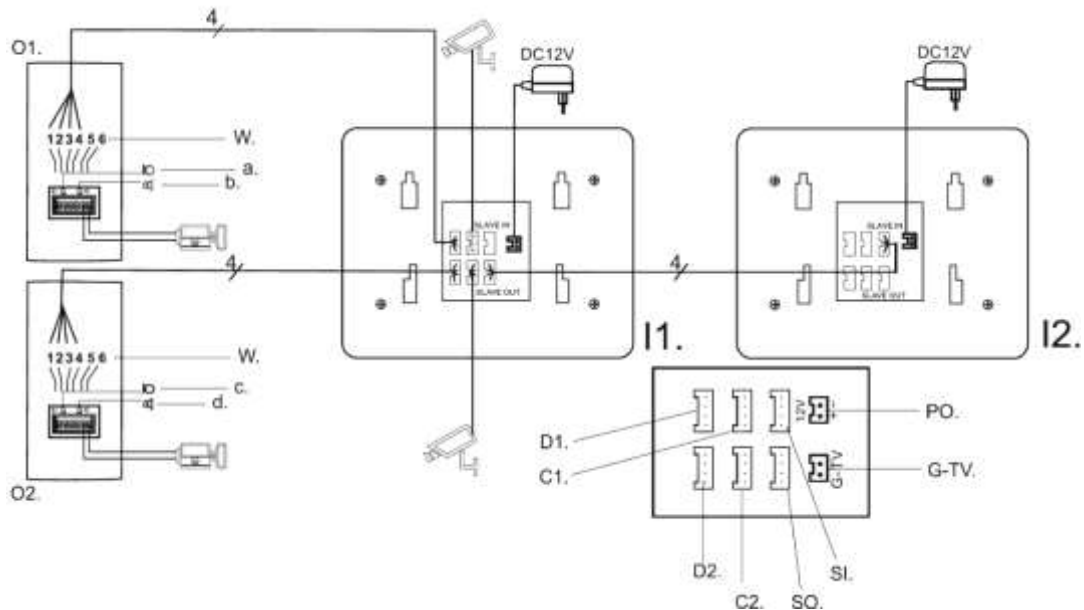 4
O1.
DC12V
DC12V
1 2 3 4 5 6
W.
a.
b.
SLAVE IN
SLAVE IN
4
4
SLAVE OUT
SLAVE OUT
I1.
I2.
1 2 3 4 5 6
W.
c.
d.
O2.
12V
+-
PO.
D1.
C1.
G-TV
G-TV.
D2.
SI.
C2.
SO.